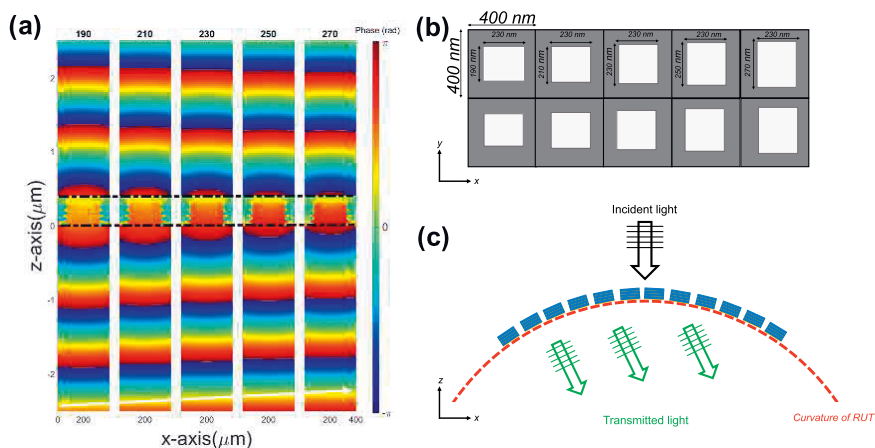 (a)
190 210 230 250 270
Phase (rad)
π
2
1
0
0
-1
-2
-π
z-axis(μm)
0 200 200 200 200 200 400
x-axis(μm)
(b)
400 nm
400 nm
230 nm 230 nm 230 nm 230 nm 230 nm
190 nm 210 nm 230 nm 250 nm 270 nm
y
x
Incident light
(c)
z
x
Transmitted light
Curvature of RUT